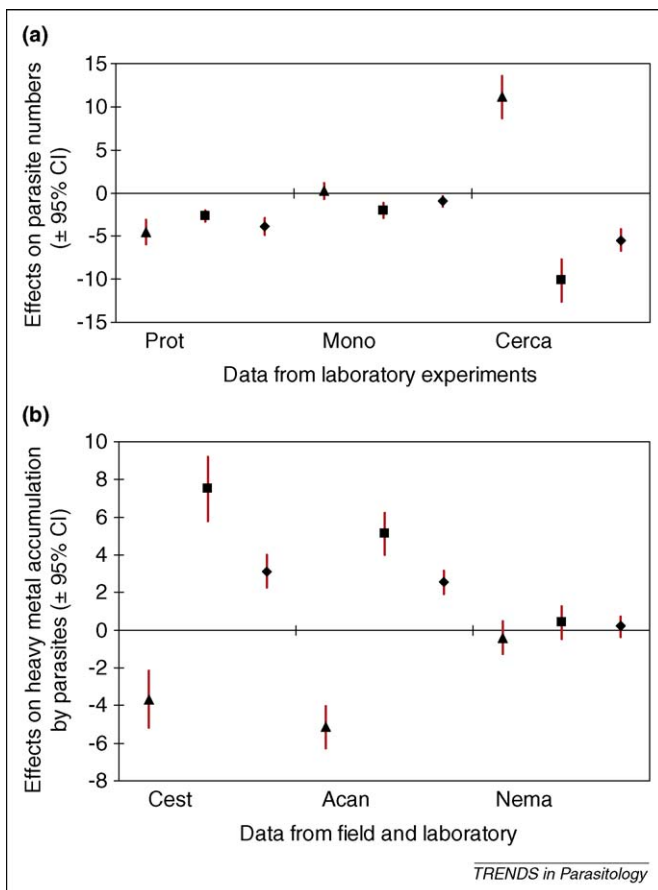 (a)
Effects on parasite numbers
(± 95% CI)
15
10
5
0
-5
-10
-15
Prot Mono Cerca
Data from laboratory experiments
(b)
Effects on heavy metal accumulation
by parasites (± 95% CI)
10
8
6
4
2
0
-2
-4
-6
-8
Cest Acan Nema
Data from field and laboratory
TRENDS in Parasitology